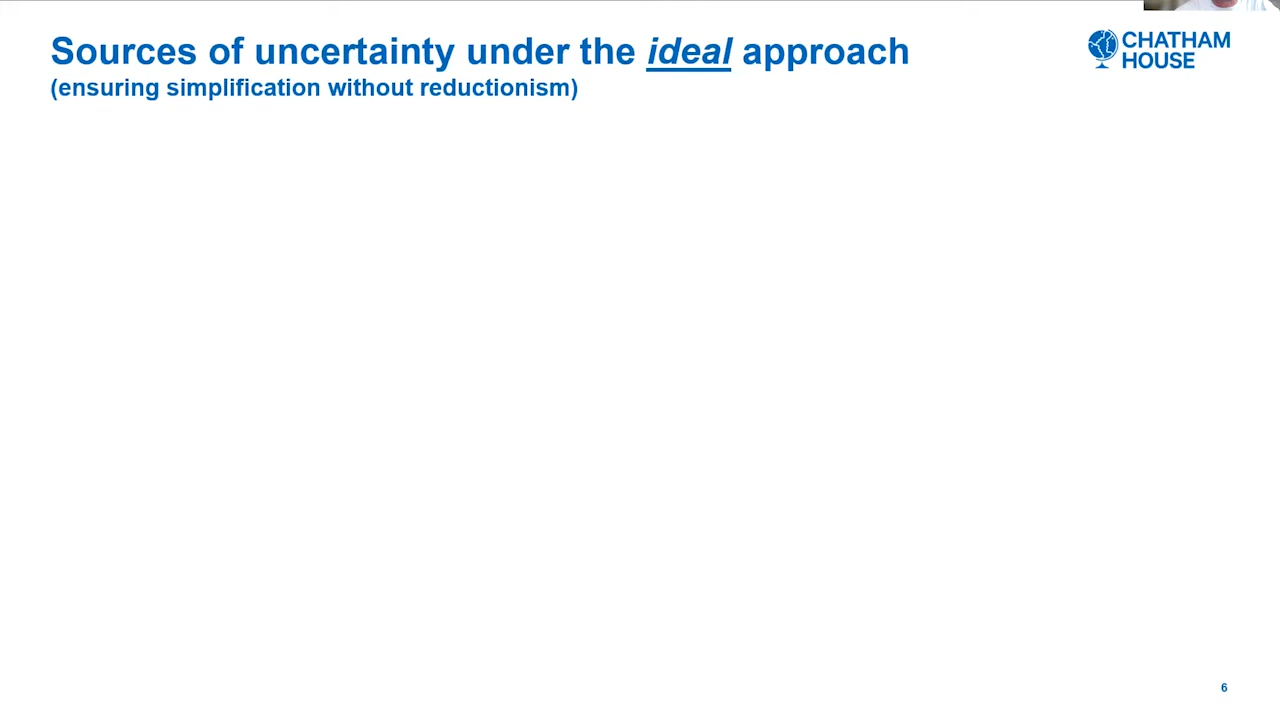 Sources of uncertainty under the ideal approach
(ensuring simplification without reductionism)
CHATHAM
HOUSE
6